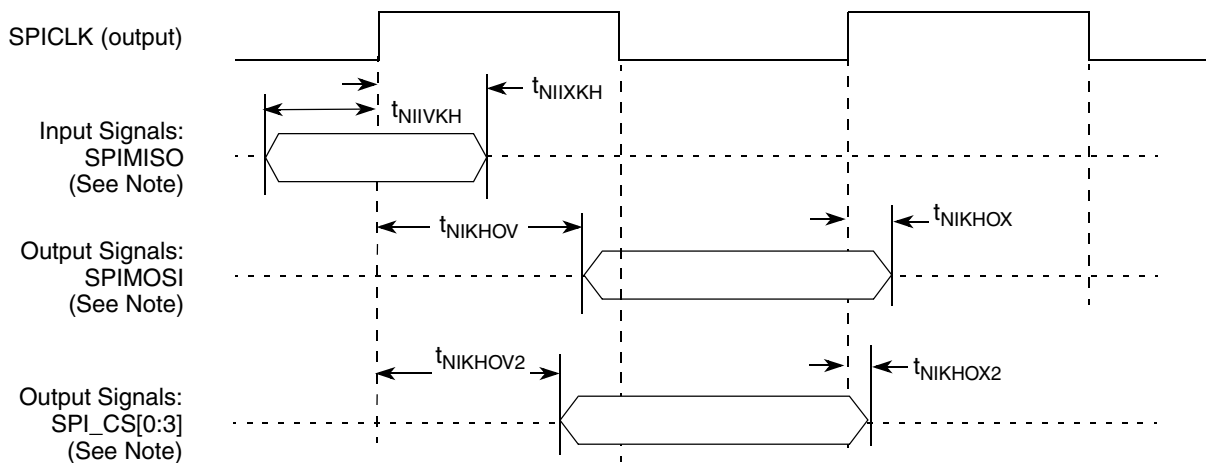 SPICLK (output)
tNIIXKH
tNIIVKH
Input Signals:
SPIMISO
(See Note)
tNIKHOV
tNIKHOX
Output Signals:
SPIMOSI
(See Note)
tNIKHOV2
tNIKHOX2
Output Signals:
SPI_CS[0:3]
(See Note)